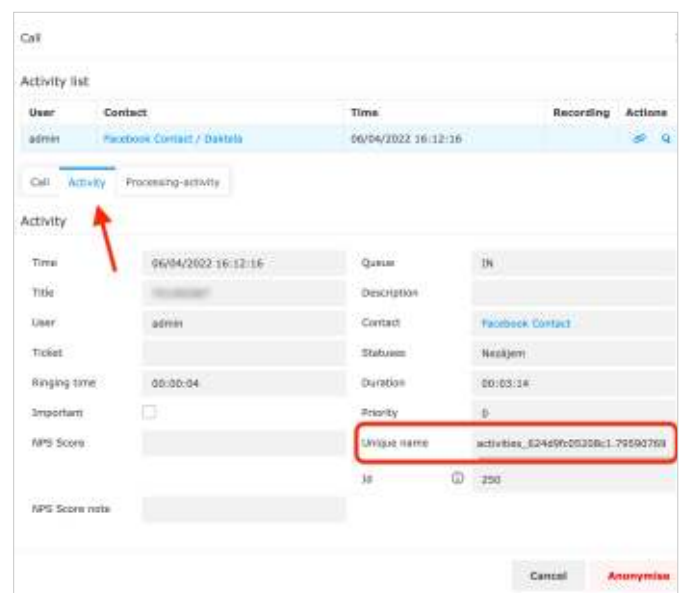 Call
Activity list
User Contact Time Recording Actions
admin Facebook Contact / Daktela 06/04/2022 16:12:16
Call Activity Processing-activity
Activity
Time 06/04/2022 16:12:16 Queue IN
Title Description
User admin Contact Facebook Contact
Ticket Statuses Nezájem
Ringing time 00:00:04 Duration 00:03:14
Important Priority 0
NPS Score Unique name activities_624d9fc05208c1.79590769
Id 250
NPS Score note
Cancel Anonymise